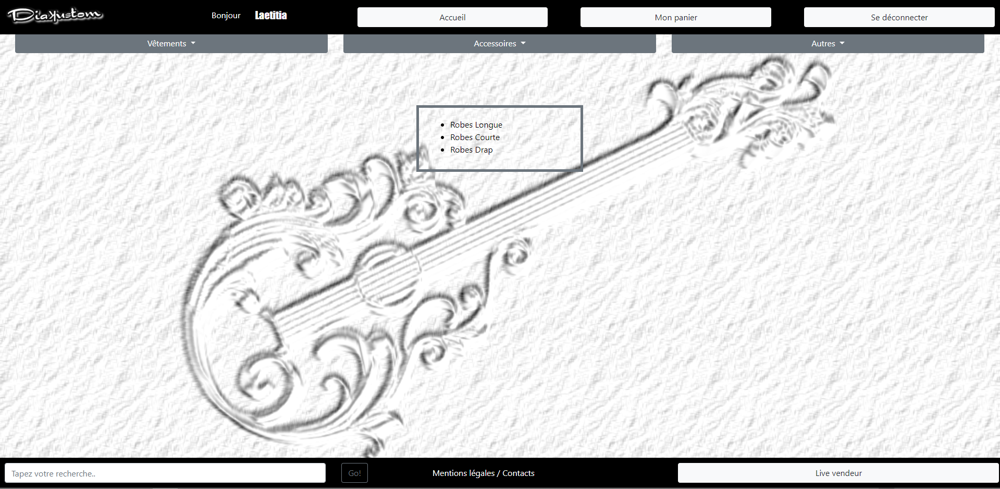 Diakustom
Bonjour Laetitia
Accueil
Mon panier
Se déconnecter
Vêtements
Accessoires
Autres
Robes Longue
Robes Courte
Robes Drap
Tapez votre recherche..
Go!
Mentions légales / Contacts
Live vendeur